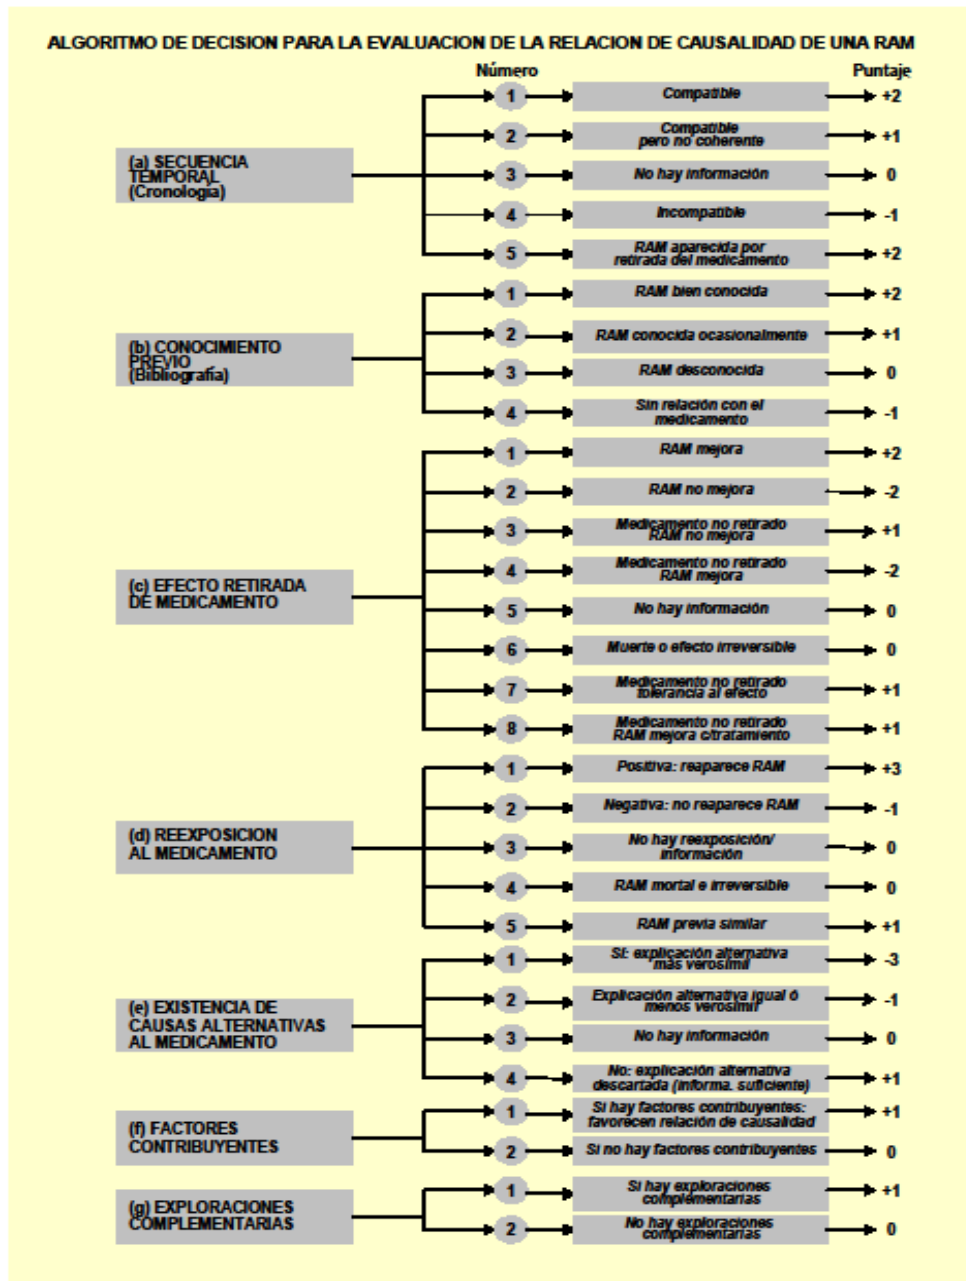 ALGORITMO DE DECISION PARA LA EVALUACION DE LA RELACION DE CAUSALIDAD DE UNA RAM
Número Puntaje
(a) SECUENCIA
TEMPORAL
(Cronología)
1 Compatible +2
2 Compatible
pero no coherente +1
3 No hay información 0
4 Incompatible -1
5 RAM aparecida por
retirada del medicamento +2
(b) CONOCIMIENTO
PREVIO
(Bibliografía)
1 RAM bien conocida +2
2 RAM conocida ocasionalmente +1
3 RAM desconocida 0
4 Sin relación con el
medicamento -1
(c) EFECTO RETIRADA
DE MEDICAMENTO
1 RAM mejora +2
2 RAM no mejora -2
3 Medicamento no retirado
RAM no mejora +1
4 Medicamento no retirado
RAM mejora -2
5 No hay información 0
6 Muerte o efecto irreversible 0
7 Medicamento no retirado
tolerancia al efecto +1
8 Medicamento no retirado
RAM mejora c/tratamiento +1
(d) REEXPOSICION
AL MEDICAMENTO
1 Positiva: reaparece RAM +3
2 Negativa: no reaparece RAM -1
3 No hay reexposición/
información 0
4 RAM mortal e irreversible 0
5 RAM previa similar +1
(e) EXISTENCIA DE
CAUSAS ALTERNATIVAS
AL MEDICAMENTO
1 SI: explicación alternativa
más verosímil -3
2 Explicación alternativa igual ó
menos verosímil -1
3 No hay información 0
4 No: explicación alternativa
descartada (informa. suficiente) +1
(f) FACTORES
CONTRIBUYENTES
1 Si hay factores contribuyentes:
favorecen relación de causalidad +1
2 Si no hay factores contribuyentes 0
(g) EXPLORACIONES
COMPLEMENTARIAS
1 Si hay exploraciones
complementarias +1
2 No hay exploraciones
complementarias 0